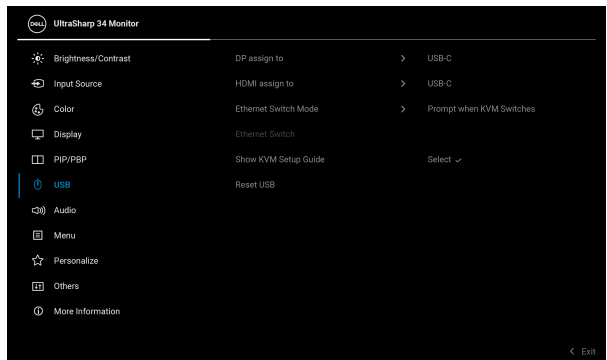 DELL UltraSharp 34 Monitor
Brightness/Contrast DP assign to > USB-C
Input Source HDMI assign to > USB-C
Color Ethernet Switch Mode > Prompt when KVM Switches
Display Ethernet Switch
PIP/PBP Show KVM Setup Guide Select ✓
USB Reset USB
Audio
Menu
Personalize
Others
More Information
< Exit